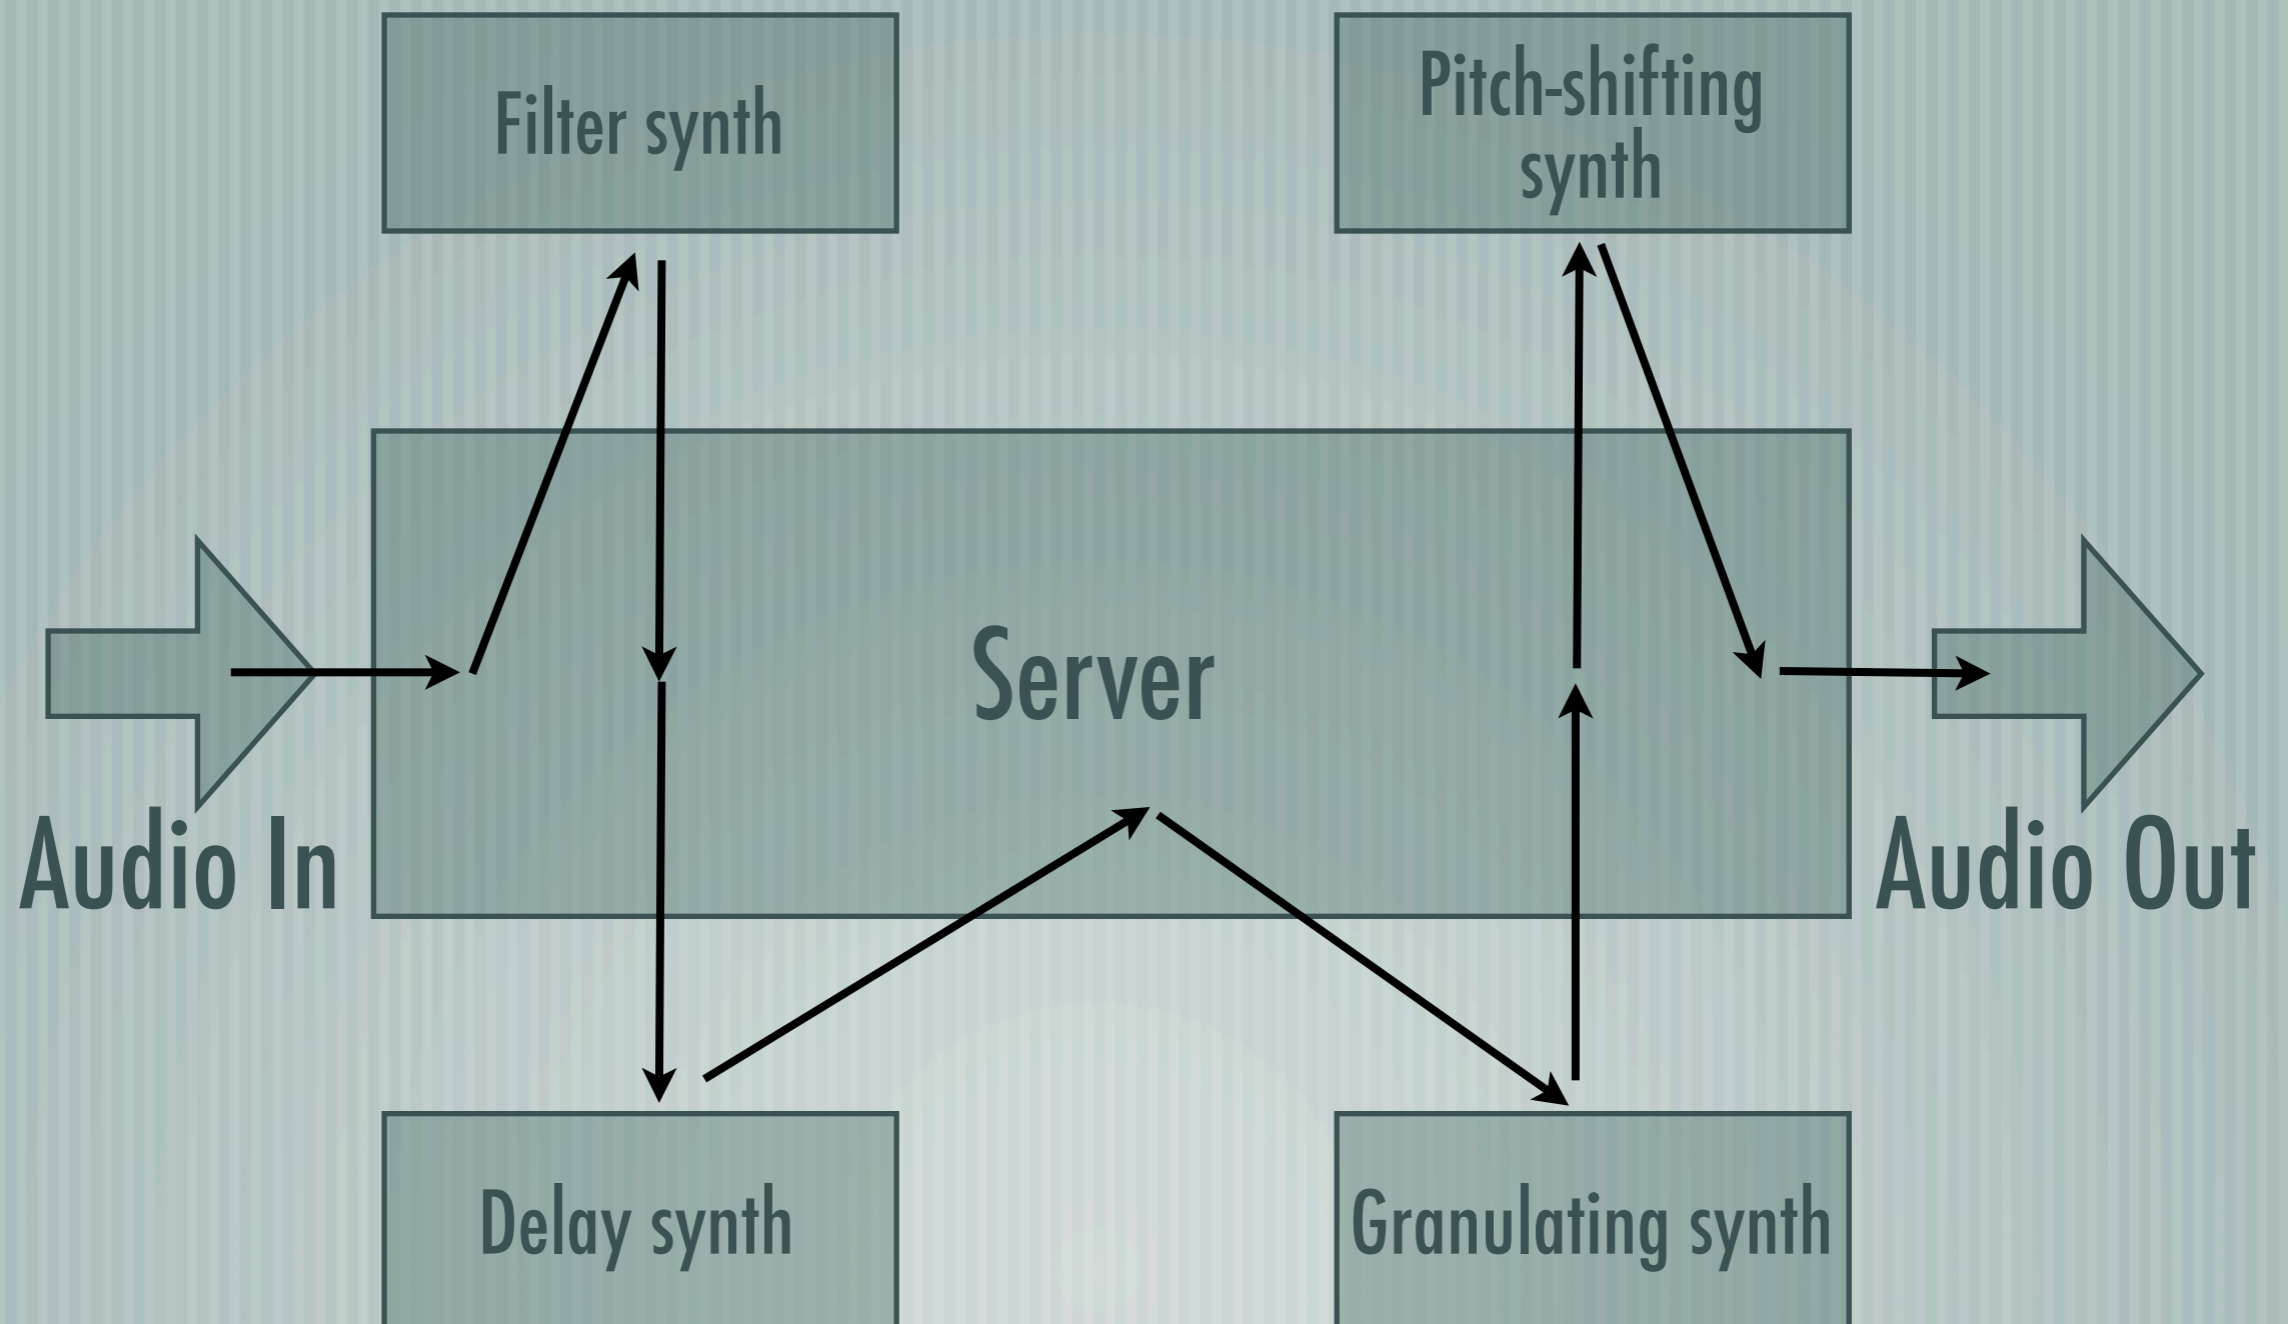 Filter synth
Pitch-shifting
synth
Server
Audio In
Audio Out
Delay synth
Granulating synth